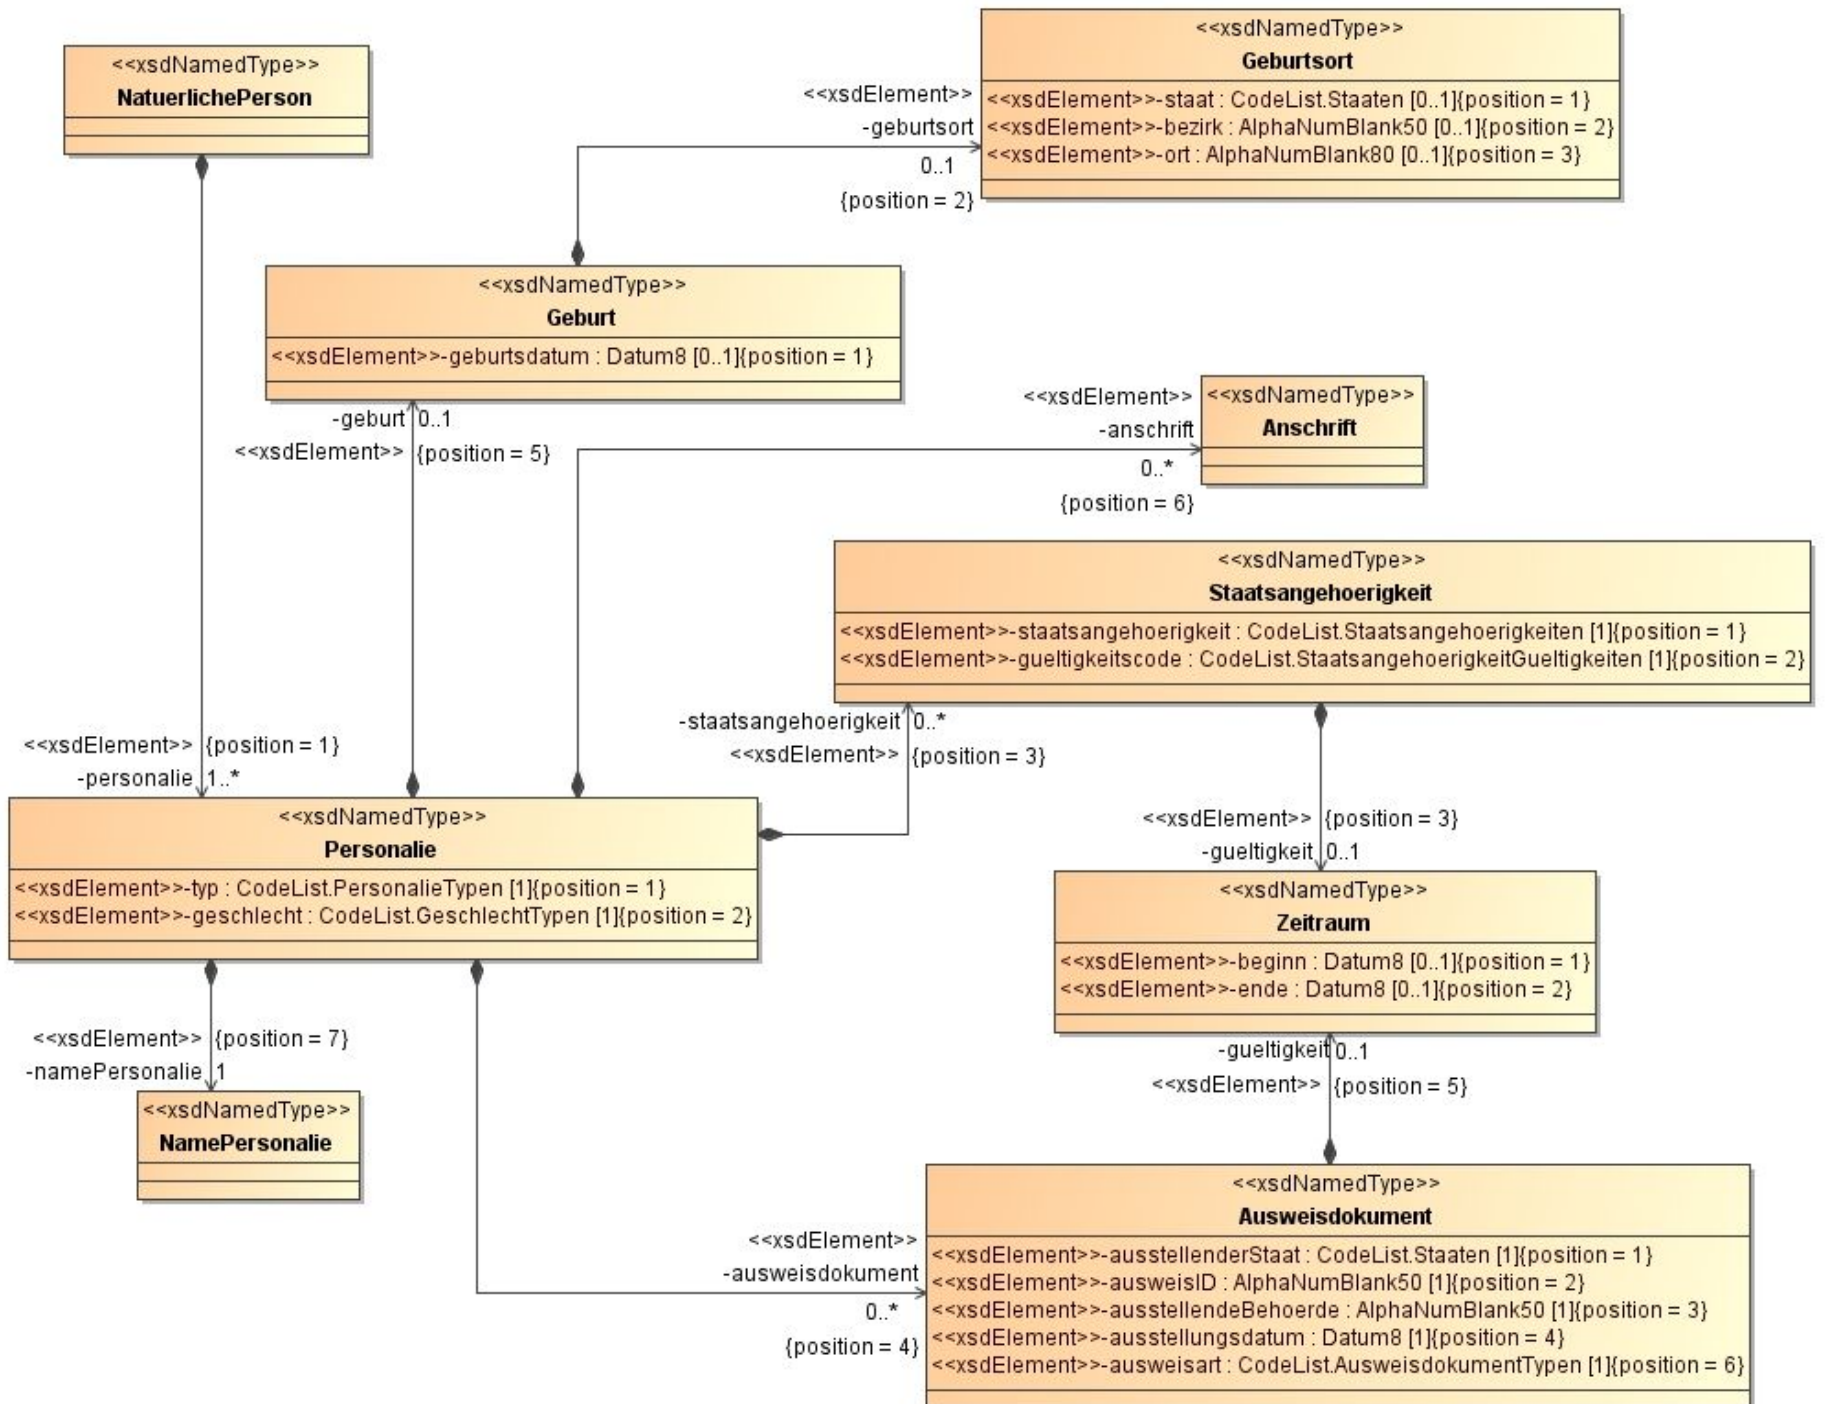 <<xsdNamedType>>
NatuerlichePerson
<<xsdNamedType>>
Geburtsort
<<xsdElement>>-staat : CodeList.Staaten [0..1]{position = 1}
<<xsdElement>>-bezirk : AlphaNumBlank50 [0..1]{position = 2}
<<xsdElement>>-ort : AlphaNumBlank80 [0..1]{position = 3}
<<xsdElement>>
-geburtsort
0..1
{position = 2}
<<xsdNamedType>>
Geburt
<<xsdElement>>-geburtsdatum : Datum8 [0..1]{position = 1}
-geburt 0..1
<<xsdElement>> {position = 5}
<<xsdElement>>
-anschrift
0..*
{position = 6}
<<xsdNamedType>>
Anschrift
<<xsdNamedType>>
Staatsangehoerigkeit
<<xsdElement>>-staatsangehoerigkeit : CodeList.Staatsangehoerigkeiten [1]{position = 1}
<<xsdElement>>-gueltigkeitscode : CodeList.StaatsangehoerigkeitGueltigkeiten [1]{position = 2}
-staatsangehoerigkeit 0..*
<<xsdElement>> {position = 3}
<<xsdElement>> {position = 1}
-personalie 1..*
<<xsdNamedType>>
Personalie
<<xsdElement>>-typ : CodeList.PersonalieTypen [1]{position = 1}
<<xsdElement>>-geschlecht : CodeList.GeschlechtTypen [1]{position = 2}
<<xsdElement>> {position = 3}
-gueltigkeit 0..1
<<xsdNamedType>>
Zeitraum
<<xsdElement>>-beginn : Datum8 [0..1]{position = 1}
<<xsdElement>>-ende : Datum8 [0..1]{position = 2}
<<xsdElement>> {position = 7}
-namePersonalie 1
<<xsdNamedType>>
NamePersonalie
-gueltigkeit 0..1
<<xsdElement>> {position = 5}
<<xsdElement>>
-ausweisdokument
0..*
{position = 4}
<<xsdNamedType>>
Ausweisdokument
<<xsdElement>>-ausstellenderStaat : CodeList.Staaten [1]{position = 1}
<<xsdElement>>-ausweisID : AlphaNumBlank50 [1]{position = 2}
<<xsdElement>>-ausstellendeBehoerde : AlphaNumBlank50 [1]{position = 3}
<<xsdElement>>-ausstellungsdatum : Datum8 [1]{position = 4}
<<xsdElement>>-ausweisart : CodeList.AusweisdokumentTypen [1]{position = 6}